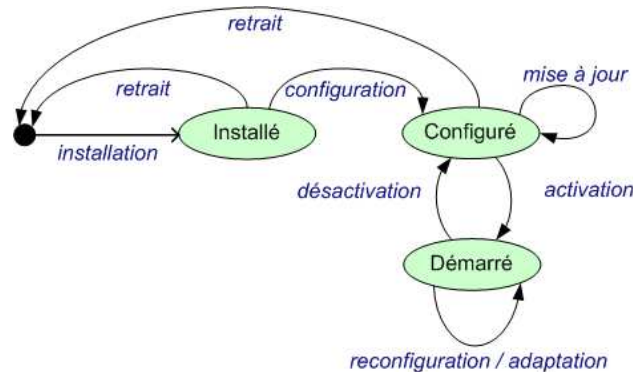 retrait
mise à jour
retrait
configuration
Installé
Configuré
installation
désactivation
activation
Démarré
reconfiguration / adaptation